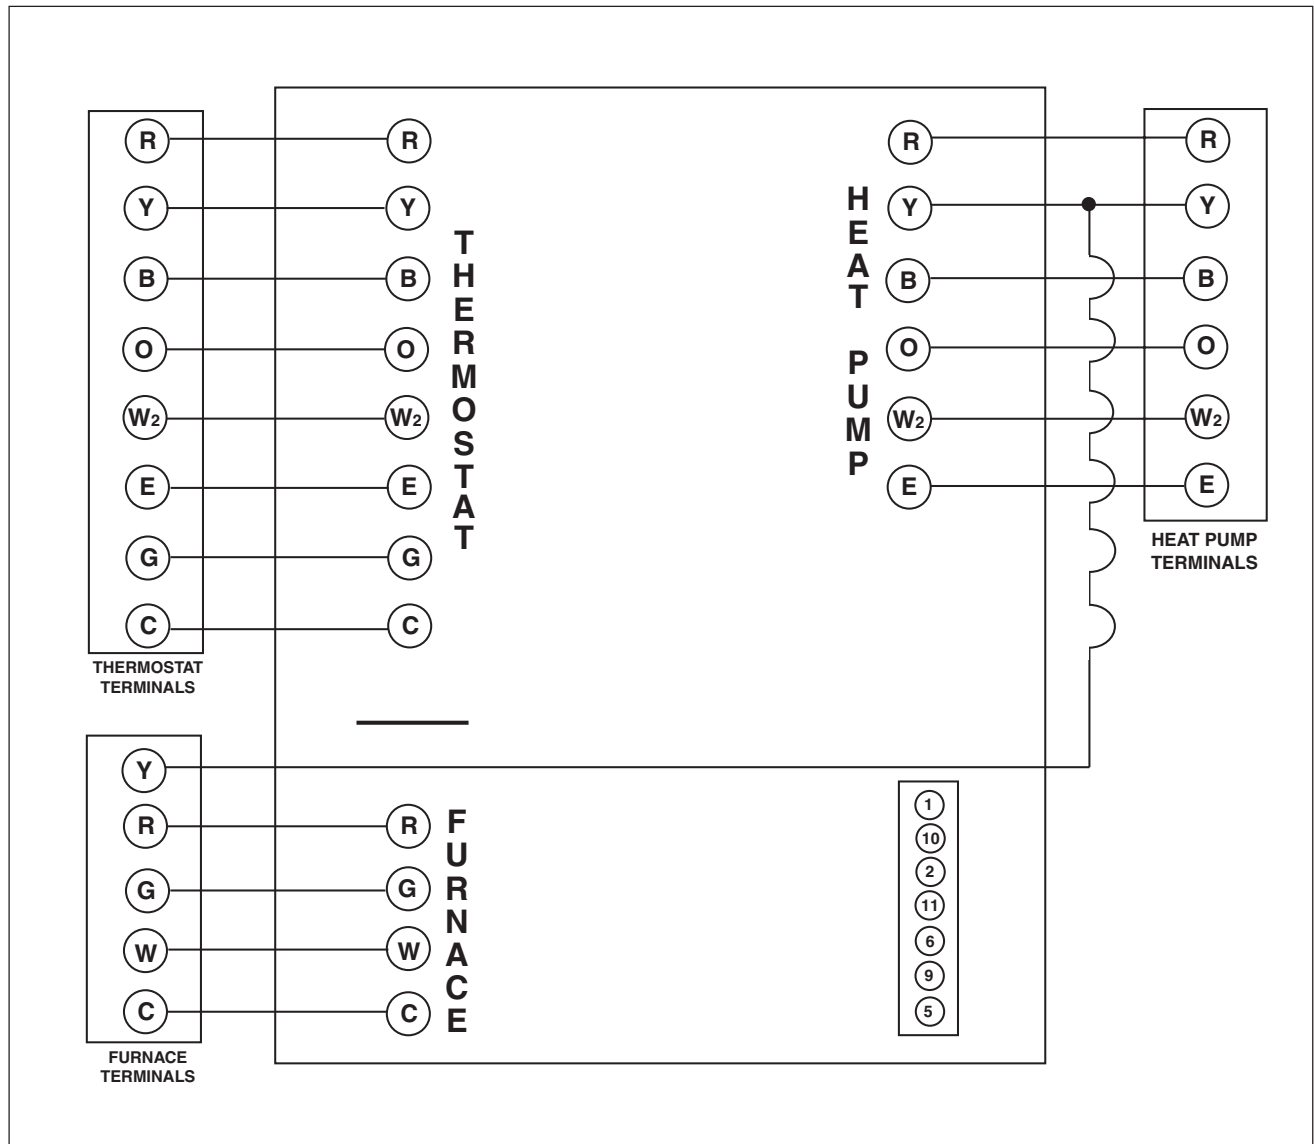 R
Y
B
O
W2
E
G
C
THERMOSTAT
TERMINALS
R
Y
B
O
W2
E
G
C
THERMOSTAT
R
Y
B
O
W2
E
HEAT PUMP
R
Y
B
O
W2
E
HEAT PUMP
TERMINALS
Y
R
G
W
C
FURNACE
TERMINALS
R
G
W
C
FURNACE
1
10
2
11
6
9
5